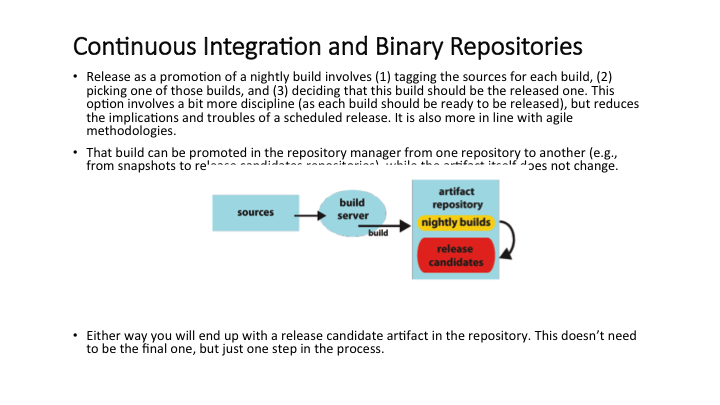 Continuous Integration and Binary Repositories
• Release as a promotion of a nightly build involves (1) tagging the sources for each build, (2)
picking one of those builds, and (3) deciding that this build should be the released one. This
option involves a bit more discipline (as each build should be ready to be released), but reduces
the implications and troubles of a scheduled release. It is also more in line with agile
methodologies.
• That build can be promoted in the repository manager from one repository to another (e.g.,
from snapshots to release candidates repositories), while the artifact itself does not change.
sources
build
server
build
artifact
repository
nightly builds
release
candidates
• Either way you will end up with a release candidate artifact in the repository. This doesn’t need
to be the final one, but just one step in the process.